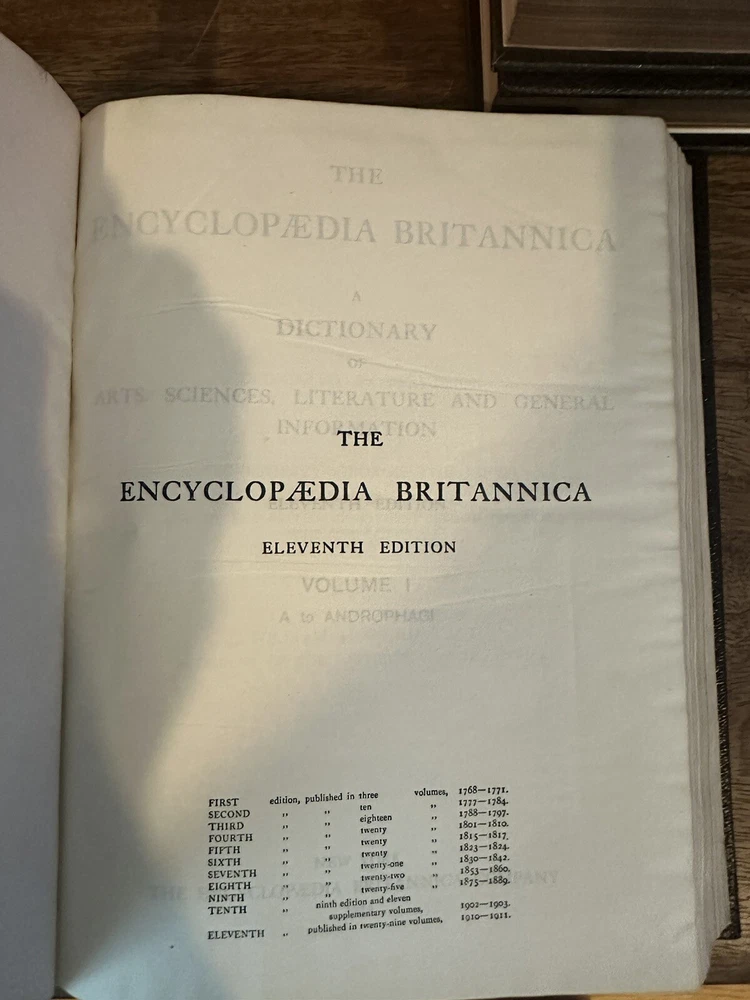 THE
ENCYCLOPÆDIA BRITANNICA
A
DICTIONARY
OF
ARTS, SCIENCES, LITERATURE AND GENERAL
INFORMATION
THE
ENCYCLOPÆDIA BRITANNICA
ELEVENTH EDITION
ELEVENTH EDITION
VOLUME I
A to ANDROPHAGI
FIRST edition, published in three volumes, 1768—1771.
SECOND ,, ,, ten ,, 1777—1784.
THIRD ,, ,, eighteen ,, 1788—1797.
FOURTH ,, ,, twenty ,, 1801—1810.
FIFTH ,, ,, twenty ,, 1815—1817.
SIXTH ,, ,, twenty ,, 1823—1824.
SEVENTH ,, ,, twenty-one ,, 1830—1842.
EIGHTH ,, ,, twenty-two ,, 1853—1860.
NINTH ,, ,, twenty-five ,, 1875—1889.
TENTH ,, ninth edition and eleven
supplementary volumes, 1902—1903.
ELEVENTH ,, published in twenty-nine volumes, 1910—1911.